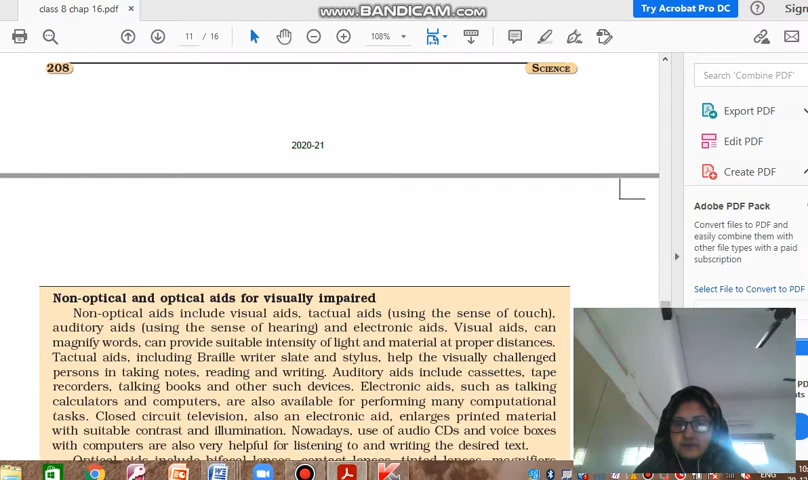 class 8 chap 16.pdf
×
www.BANDICAM.com
Try Acrobat Pro DC
Sign
11 / 16
108%
208
SCIENCE
2020-21
Search 'Combine PDF'
Export PDF
Edit PDF
Create PDF
Adobe PDF Pack
Convert files to PDF and
easily combine them with
other file types with a paid
subscription
Select File to Convert to PDF
Non-optical and optical aids for visually impaired
Non-optical aids include visual aids, tactual aids (using the sense of touch),
auditory aids (using the sense of hearing) and electronic aids. Visual aids, can
magnify words, can provide suitable intensity of light and material at proper distances.
Tactual aids, including Braille writer slate and stylus, help the visually challenged
persons in taking notes, reading and writing. Auditory aids include cassettes, tape
recorders, talking books and other such devices. Electronic aids, such as talking
calculators and computers, are also available for performing many computational
tasks. Closed circuit television, also an electronic aid, enlarges printed material
with suitable contrast and illumination. Nowadays, use of audio CDs and voice boxes
with computers are also very helpful for listening to and writing the desired text.
Optical aids include bifocal lenses, contact lenses, tinted lenses, magnifiers